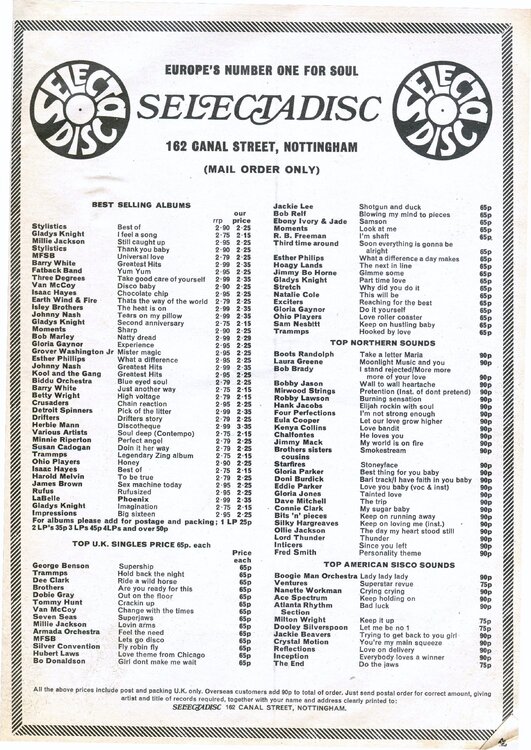 SELECTA DISC
EUROPE'S NUMBER ONE FOR SOUL
SELECTADISC
162 CANAL STREET, NOTTINGHAM
(MAIL ORDER ONLY)
SELECTA DISC
BEST SELLING ALBUMS
our
rrp price
Stylistics Best of 2·90 2·25
Gladys Knight I feel a song 2·75 2·15
Millie Jackson Still caught up 2·95 2·25
Stylistics Thank you baby 2·90 2·25
MFSB Universal love 2·79 2·25
Barry White Greatest Hits 2·99 2·35
Fatback Band Yum Yum 2·95 2·25
Three Degrees Take good care of yourself 2·99 2·35
Van McCoy Disco baby 2·90 2·25
Isaac Hayes Chocolate chip 2·95 2·25
Earth Wind & Fire Thats the way of the world 2·79 2·25
Isley Brothers The heat is on 2·99 2·35
Johnny Nash Tears on my pillow 2·99 2·35
Gladys Knight Second anniversary 2·75 2·15
Moments Sharp 2·90 2·25
Bob Marley Natty dread 2·99 2·29
Gloria Gaynor Experience 2·95 2·25
Grover Washington Jr Mister magic 2·95 2·25
Esther Phillips What a difference 2·95 2·25
Johnny Nash Greatest Hits 2·99 2·35
Kool and the Gang Greatest Hits 2·95 2·25
Biddu Orchestra Blue eyed soul 2·79 2·25
Barry White Just another way 2·75 2·15
Betty Wright High voltage 2·79 2·15
Crusaders Chain reaction 2·95 2·25
Detroit Spinners Pick of the litter 2·99 2·35
Drifters Drifters story 2·79 2·25
Herbie Mann Discotheque 2·99 2·35
Various Artists Soul deep (Contempo) 2·75 2·15
Minnie Riperton Perfect angel 2·79 2·25
Susan Cadogan Doin it her way 2·79 2·25
Trammps Legendary Zing album 2·75 2·15
Ohio Players Honey 2·90 2·25
Isaac Hayes Best of 2·75 2·15
Harold Melvin To be true 2·79 2·25
James Brown Sex machine today 2·90 2·25
Rufus Rufusized 2·95 2·25
LaBelle Phoenix 2·99 2·35
Gladys Knight Imagination 2·75 2·15
Impressions Big sixteen 2·95 2·25
For albums please add for postage and packing; 1 LP 25p
2 LP's 35p 3 LPs 45p 4LPs and over 50p
TOP U.K. SINGLES PRICE 65p. each
Price
each
George Benson Supership 65p
Trammps Hold back the night 65p
Dee Clark Ride a wild horse 65p
Brothers Are you ready for this 65p
Dobie Gray Out on the floor 65p
Tommy Hunt Crackin up 65p
Van McCoy Change with the times 65p
Seven Seas Superjaws 65p
Millie Jackson Lovin arms 65p
Armada Orchestra Feel the need 65p
MFSB Lets go disco 65p
Silver Convention Fly robin fly 65p
Hubert Laws Love theme from Chicago 65p
Bo Donaldson Girl dont make me wait 65p
Jackie Lee Shotgun and duck 65p
Bob Relf Blowing my mind to pieces 65p
Ebony Ivory & Jade Samson 65p
Moments Look at me 65p
R. B. Freeman I'm shaft 65p
Third time around Soon everything is gonna be
alright 65p
Esther Philips What a difference a day makes 65p
Hoagy Lands The next in line 65p
Jimmy Bo Horne Gimme some 65p
Gladys Knight Part time love 65p
Stretch Why did you do it 65p
Natalie Cole This will be 65p
Exciters Reaching for the best 65p
Gloria Gaynor Do it yourself 65p
Ohio Players Love roller coaster 65p
Sam Nesbitt Keep on hustling baby 65p
Trammps Hooked by love 65p
TOP NORTHERN SOUNDS
Boots Randolph Take a letter Maria 90p
Laura Greene Moonlight Music and you 90p
Bob Brady I stand rejected/More more
more of your love 90p
Bobby Jason Wall to wall heartache 90p
Mirwood Strings Pretending (Inst. of dont pretend) 90p
Robby Lawson Burning sensation 90p
Hank Jacobs Elijah rockin with soul 90p
Four Perfections I'm not strong enough 90p
Eula Cooper Let our love grow higher 90p
Kenya Collins Love bandit 90p
Chalfontes He loves you 90p
Jimmy Mack My world is on fire 90p
Brothers sisters Smokestream 90p
cousins
Starfires Stoneyface 90p
Gloria Parker Best thing for you baby 90p
Doni Burdick Bari track/I have faith in you baby 90p
Eddie Parker Love you baby (voc & inst) 90p
Gloria Jones Tainted love 90p
Dave Mitchell The trip 90p
Connie Clark My sugar baby 90p
Bits 'n' pieces Keep on running away 90p
Silky Hargreaves Keep on loving me (inst.) 90p
Ollie Jackson The day my heart stood still 90p
Lord Thunder Thunder 90p
Inticers Since you left 90p
Fred Smith Personality theme 90p
TOP AMERICAN SISCO SOUNDS
Boogie Man Orchestra Lady lady lady 90p
Ventures Superstar revue 75p
Nanette Workman Crying crying 90p
Ace Spectrum Keep holding on 90p
Atlanta Rhythm Bad luck 90p
Section
Milton Wright Keep it up 75p
Dooley Silverspoon Let me be no 1 75p
Jackie Beavers Trying to get back to you girl 90p
Crystal Motion You're my main squeeze 90p
Reflections Love on delivery 90p
Inception Everybody loves a winner 90p
The End Do the jaws 75p
All the above prices include post and packing U.K. only. Overseas customers add 90p to total of order. Just send postal order for correct amount, giving
artist and title of records required, together with your name and address clearly printed to:
SELECTADISC 162 CANAL STREET, NOTTINGHAM.